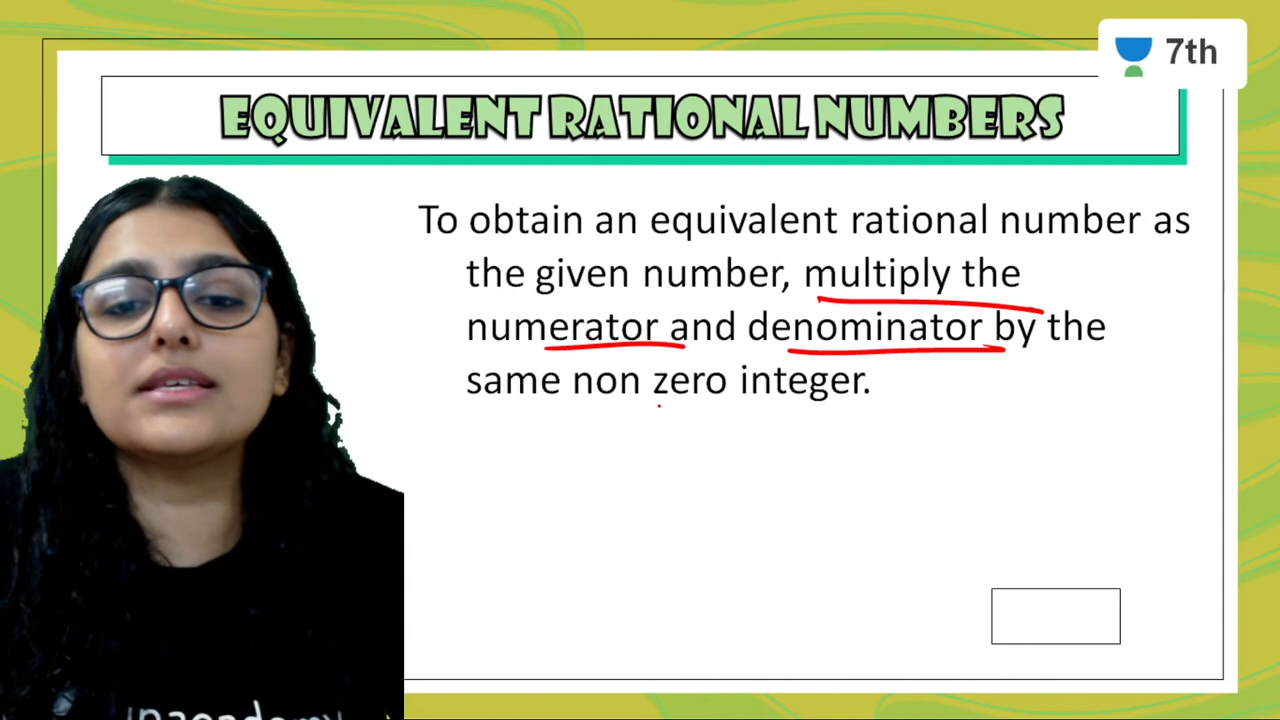 7th
EQUIVALENT RATIONAL NUMBERS
To obtain an equivalent rational number as
the given number, multiply the
numerator and denominator by the
same non zero integer.